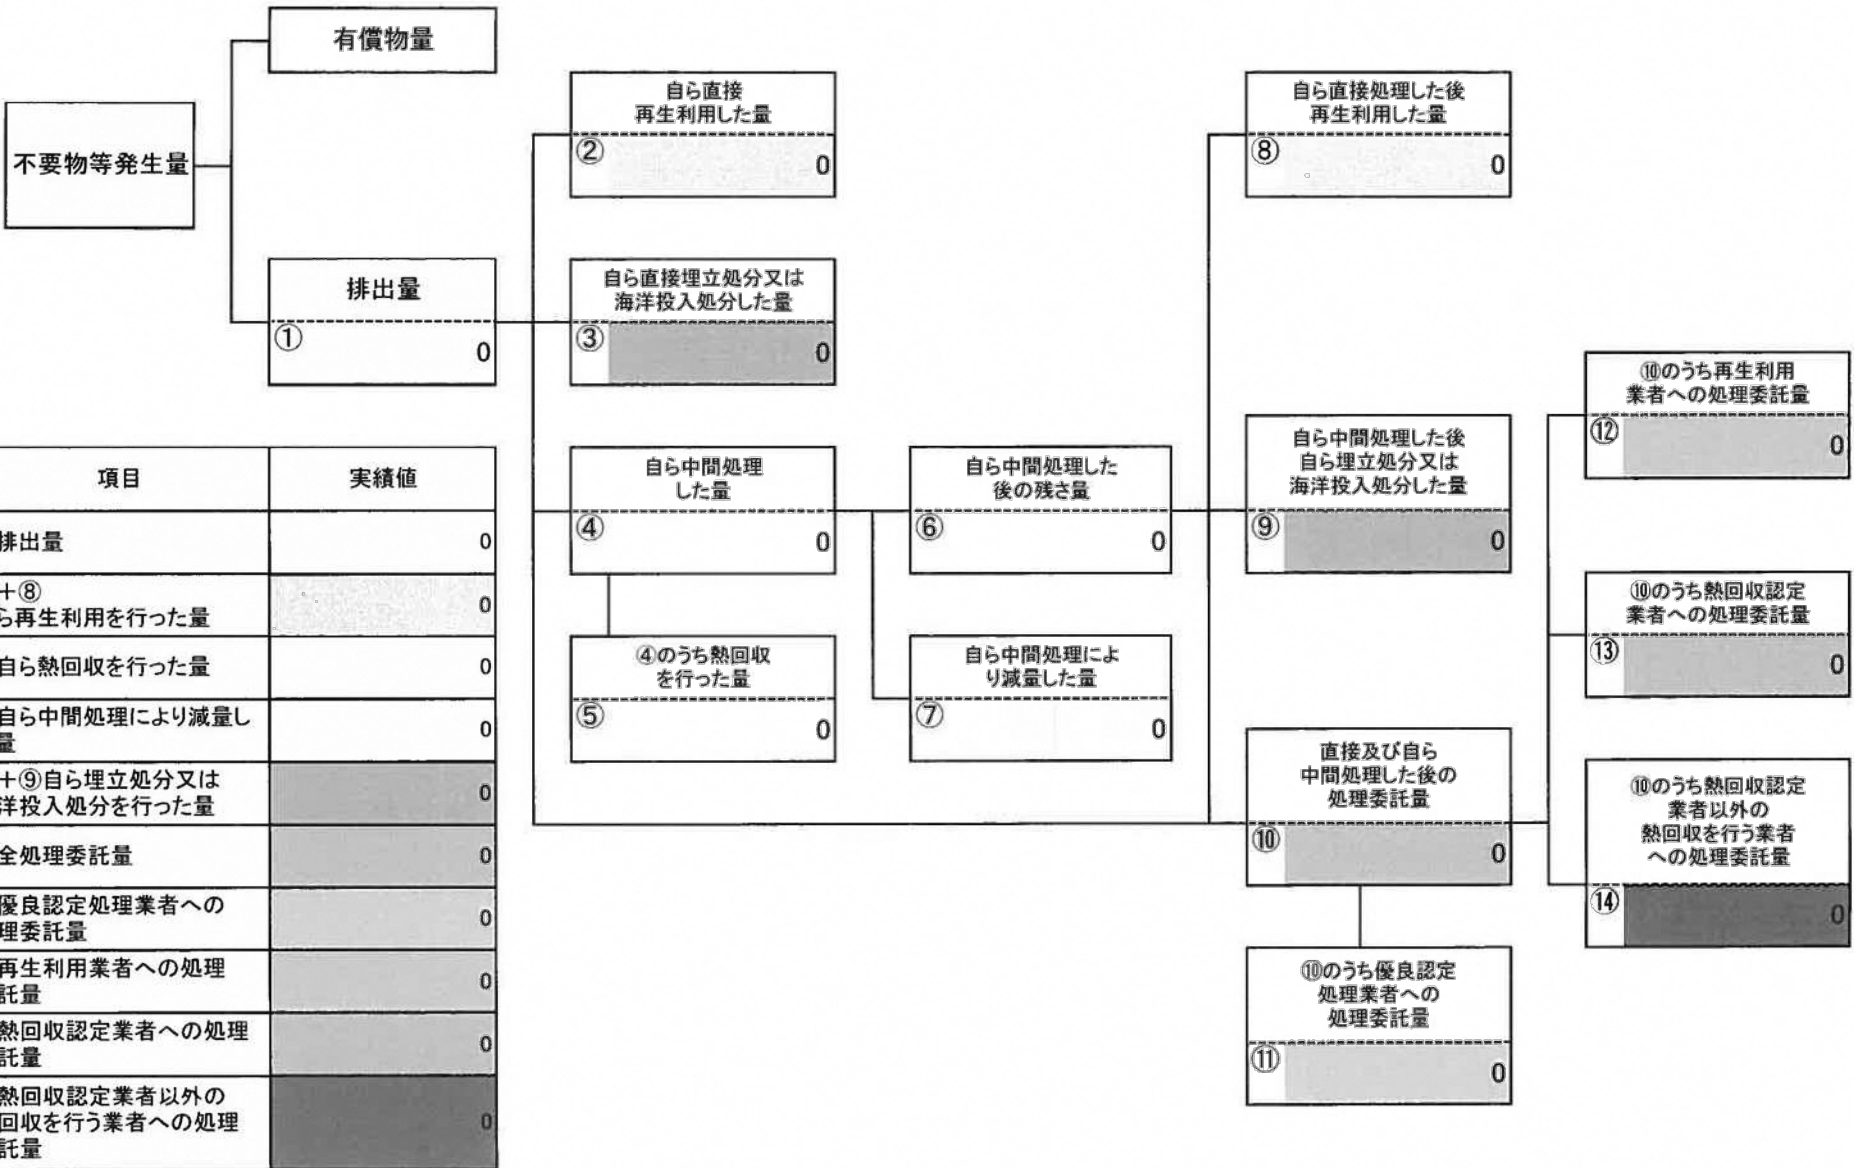 有償物量
不要物等発生量
排出量
①
0
自ら直接
再生利用した量
②
0
自ら直接埋立処分又は
海洋投入処分した量
③
0
自ら中間処理
した量
④
0
④のうち熱回収
を行った量
⑤
0
自ら中間処理した
後の残さ量
⑥
0
自ら中間処理によ
り減量した量
⑦
0
自ら直接処理した後
再生利用した量
⑧
0
自ら中間処理した後
自ら埋立処分又は
海洋投入処分した量
⑨
0
直接及び自ら
中間処理した後の
処理委託量
⑩
0
⑩のうち優良認定
処理業者への
処理委託量
⑪
0
⑩のうち再生利用
業者への処理委託量
⑫
0
⑩のうち熱回収認定
業者への処理委託量
⑬
0
⑩のうち熱回収認定
業者以外の
熱回収を行う業者
への処理委託量
⑭
0
項目 実績値
排出量 0
+⑧
ら再生利用を行った量 0
自ら熱回収を行った量 0
自ら中間処理により減量し
量 0
+⑨自ら埋立処分又は
洋投入処分を行った量 0
全処理委託量 0
優良認定処理業者への
理委託量 0
再生利用業者への処理
託量 0
熱回収認定業者への処理
託量 0
熱回収認定業者以外の
回収を行う業者への処理
託量 0